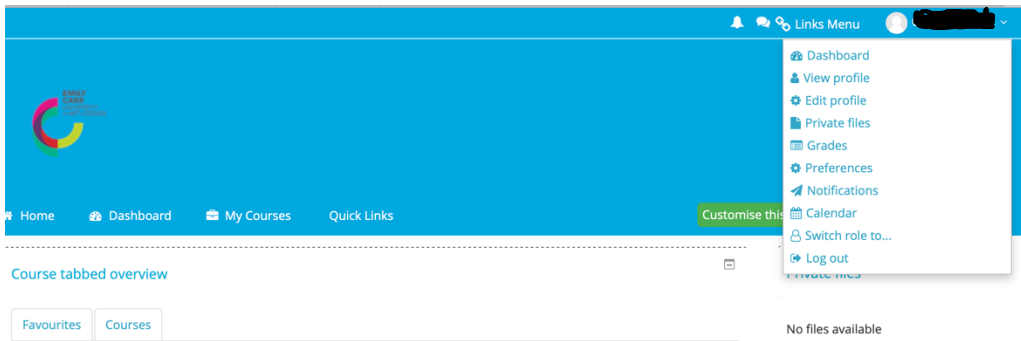 Links Menu
Dashboard
View profile
Edit profile
Private files
Grades
Preferences
Notifications
Calendar
Switch role to...
Log out
EMILY
CARR
Home
Dashboard
My Courses
Quick Links
Customise this
Course tabbed overview
Private files
Favourites
Courses
No files available